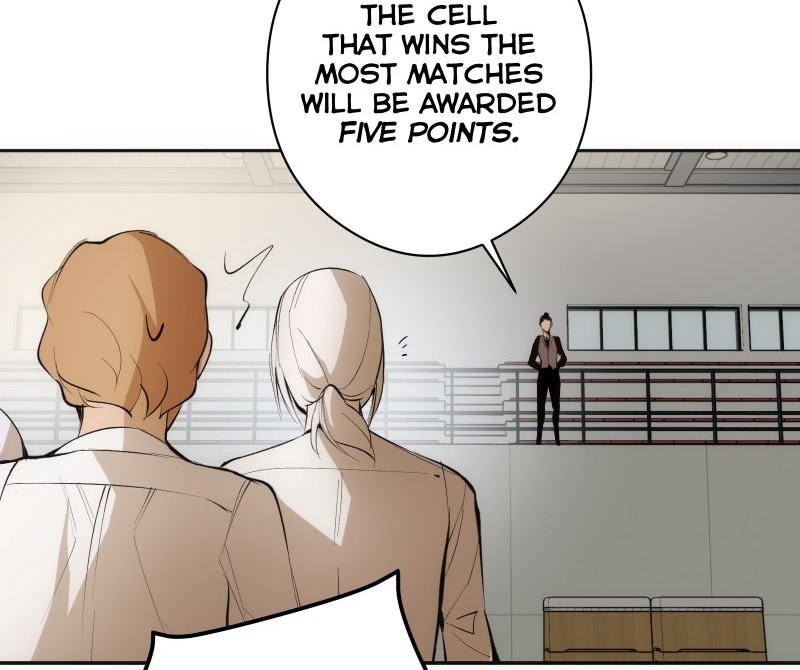 THE CELL
THAT WINS THE
MOST MATCHES
WILL BE AWARDED
FIVE POINTS.